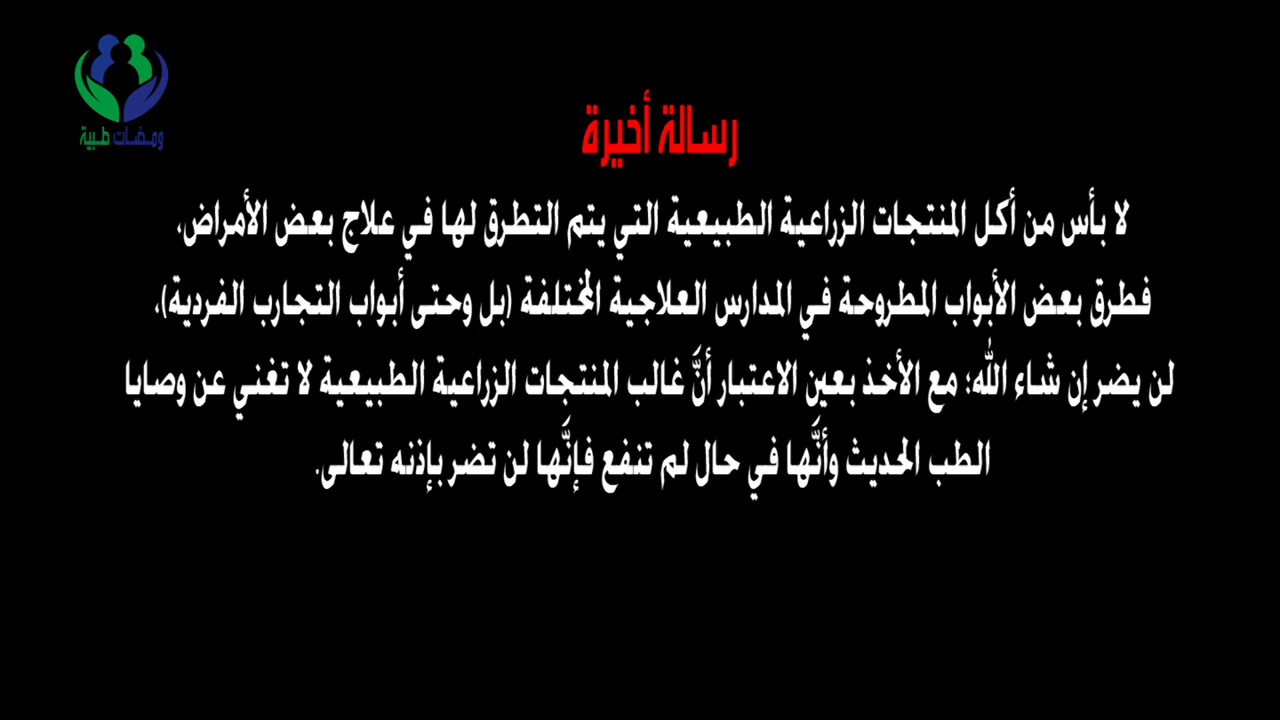 ومضات طبية
رسالة أخيرة
لا بأس من أكل المنتجات الزراعية الطبيعية التي يتم التطرق لها في علاج بعض الأمراض،
فطرق بعض الأبواب المطروحة في المدارس العلاجية المختلفة (بل وحتى أبواب التجارب الفردية)،
لن يضر إن شاء الله؛ مع الأخذ بعين الاعتبار أنَّ غالب المنتجات الزراعية الطبيعية لا تغني عن وصايا
الطب الحديث وأنَّها في حال لم تنفع فإنَّها لن تضر بإذنه تعالى.